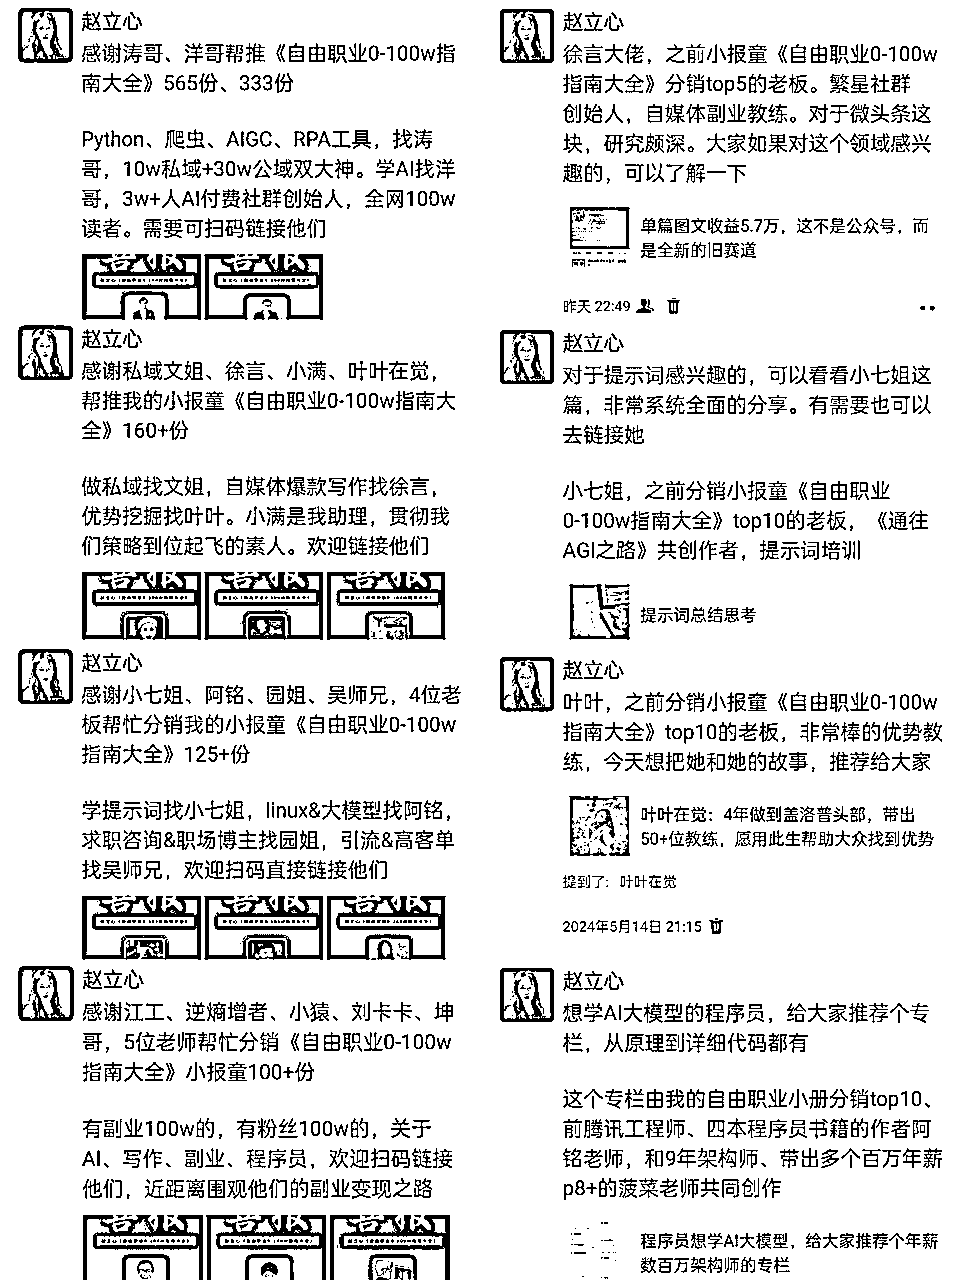 赵立心
感谢涛哥、洋哥帮推《自由职业0-100w指
南大全》565份、333份
Python、爬虫、AIGC、RPA工具，找涛
哥，10w私域+30w公域双大神。学AI找洋
哥，3w+人AI付费社群创始人，全网100w
读者。需要可扫码链接他们
赵立心
感谢私域文姐、徐言、小满、叶叶在觉，
帮推我的小报童《自由职业0-100w指南大
全》160+份
做私域找文姐，自媒体爆款写作找徐言，
优势挖掘找叶叶。小满是我助理，贯彻我
们策略到位起飞的素人。欢迎链接他们
赵立心
感谢小七姐、阿铭、园姐、吴师兄，4位老
板帮忙分销我的小报童《自由职业0-100w
指南大全》125+份
学提示词找小七姐，linux&大模型找阿铭，
求职咨询&职场博主找园姐，引流&高客单
找吴师兄，欢迎扫码直接链接他们
赵立心
感谢江工、逆熵增者、小猿、刘卡卡、坤
哥，5位老师帮忙分销《自由职业0-100w
指南大全》小报童100+份
有副业100w的，有粉丝100w的，关于
AI、写作、副业、程序员，欢迎扫码链接
他们，近距离围观他们的副业变现之路
赵立心
徐言大佬，之前小报童《自由职业0-100w
指南大全》分销top5的老板。繁星社群
创始人，自媒体副业教练。对于微头条这
块，研究颇深。大家如果对这个领域感兴
趣的，可以了解一下
单篇图文收益5.7万，这不是公众号，而
是全新的旧赛道
昨天 22:49
赵立心
对于提示词感兴趣的，可以看看小七姐这
篇，非常系统全面的分享。有需要也可以
去链接她
小七姐，之前分销小报童《自由职业
0-100w指南大全》top10的老板，《通往
AGI之路》共创作者，提示词培训
提示词总结思考
赵立心
叶叶，之前分销小报童《自由职业0-100w
指南大全》top10的老板，非常棒的优势教
练，今天想把她和她的故事，推荐给大家
叶叶在觉：4年做到盖洛普头部，带出
50+位教练，愿用此生帮助大众找到优势
提到了：叶叶在觉
2024年5月14日 21:15
赵立心
想学AI大模型的程序员，给大家推荐个专
栏，从原理到详细代码都有
这个专栏由我的自由职业小册分销top10、
前腾讯工程师、四本程序员书籍的作者阿
铭老师，和9年架构师、带出多个百万年薪
p8+的菠菜老师共同创作
程序员想学AI大模型，给大家推荐个年薪
数百万架构师的专栏